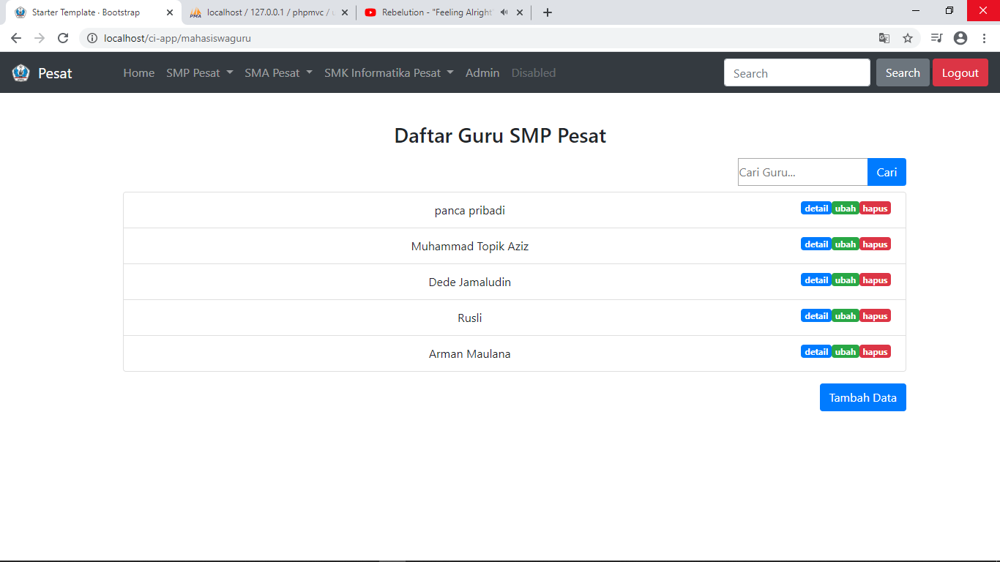 Starter Template · Bootstrap
localhost / 127.0.0.1 / phpmvc / u
Rebelution - "Feeling Alright"
localhost/ci-app/mahasiswaguru
Pesat Home SMP Pesat SMA Pesat SMK Informatika Pesat Admin Disabled Search Search Logout
Daftar Guru SMP Pesat
Cari Guru... Cari
panca pribadi detail ubah hapus
Muhammad Topik Aziz detail ubah hapus
Dede Jamaludin detail ubah hapus
Rusli detail ubah hapus
Arman Maulana detail ubah hapus
Tambah Data